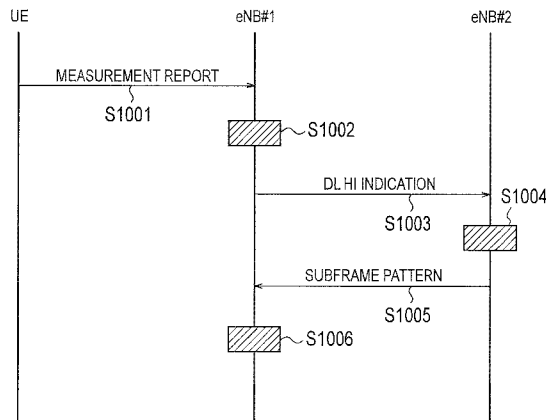 UE
eNB#1
eNB#2
MEASUREMENT REPORT
S1001
S1002
DL HI INDICATION
S1003
S1004
SUBFRAME PATTERN
S1005
S1006